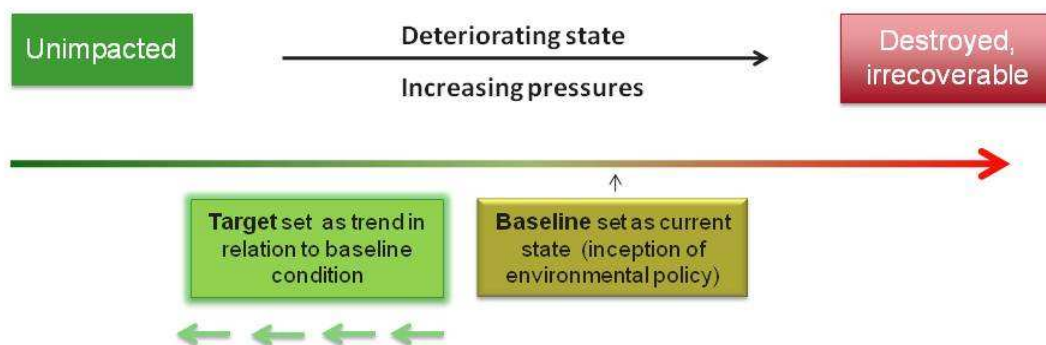 Unimpacted
Deteriorating state
Increasing pressures
Destroyed,
irrecoverable
Target set as trend in
relation to baseline
condition
Baseline set as current
state (inception of
environmental policy)